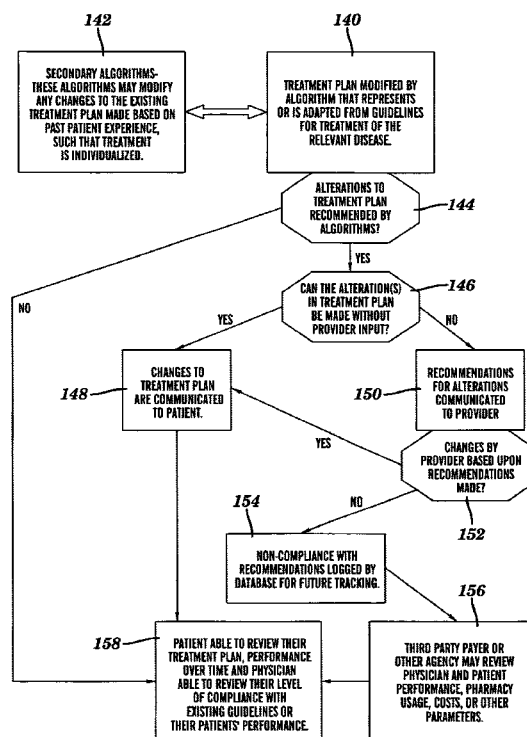 142
SECONDARY ALGORITHMS-
THESE ALGORITHMS MAY MODIFY
ANY CHANGES TO THE EXISTING
TREATMENT PLAN MADE BASED ON
PAST PATIENT EXPERIENCE,
SUCH THAT TREATMENT
IS INDIVIDUALIZED.
140
TREATMENT PLAN MODIFIED BY
ALGORITHM THAT REPRESENTS
OR IS ADAPTED FROM GUIDELINES
FOR TREATMENT OF THE
RELEVANT DISEASE.
ALTERATIONS TO
TREATMENT PLAN
RECOMMENDED BY
ALGORITHMS?
144
YES
NO
CAN THE ALTERATION(S)
IN TREATMENT PLAN
BE MADE WITHOUT
PROVIDER INPUT?
146
YES
NO
148
CHANGES TO
TREATMENT PLAN
ARE COMMUNICATED
TO PATIENT.
150
RECOMMENDATIONS
FOR ALTERATIONS
COMMUNICATED
TO PROVIDER
YES
CHANGES BY
PROVIDER BASED UPON
RECOMMENDATIONS
MADE?
152
NO
154
NON-COMPLIANCE WITH
RECOMMENDATIONS LOGGED BY
DATABASE FOR FUTURE TRACKING.
156
THIRD PARTY PAYER OR
OTHER AGENCY MAY REVIEW
PHYSICIAN AND PATIENT
PERFORMANCE, PHARMACY
USAGE, COSTS, OR OTHER
PARAMETERS.
158
PATIENT ABLE TO REVIEW THEIR
TREATMENT PLAN, PERFORMANCE
OVER TIME AND PHYSICIAN
ABLE TO REVIEW THEIR LEVEL
OF COMPLIANCE WITH
EXISTING GUIDELINES OR
THEIR PATIENTS' PERFORMANCE.